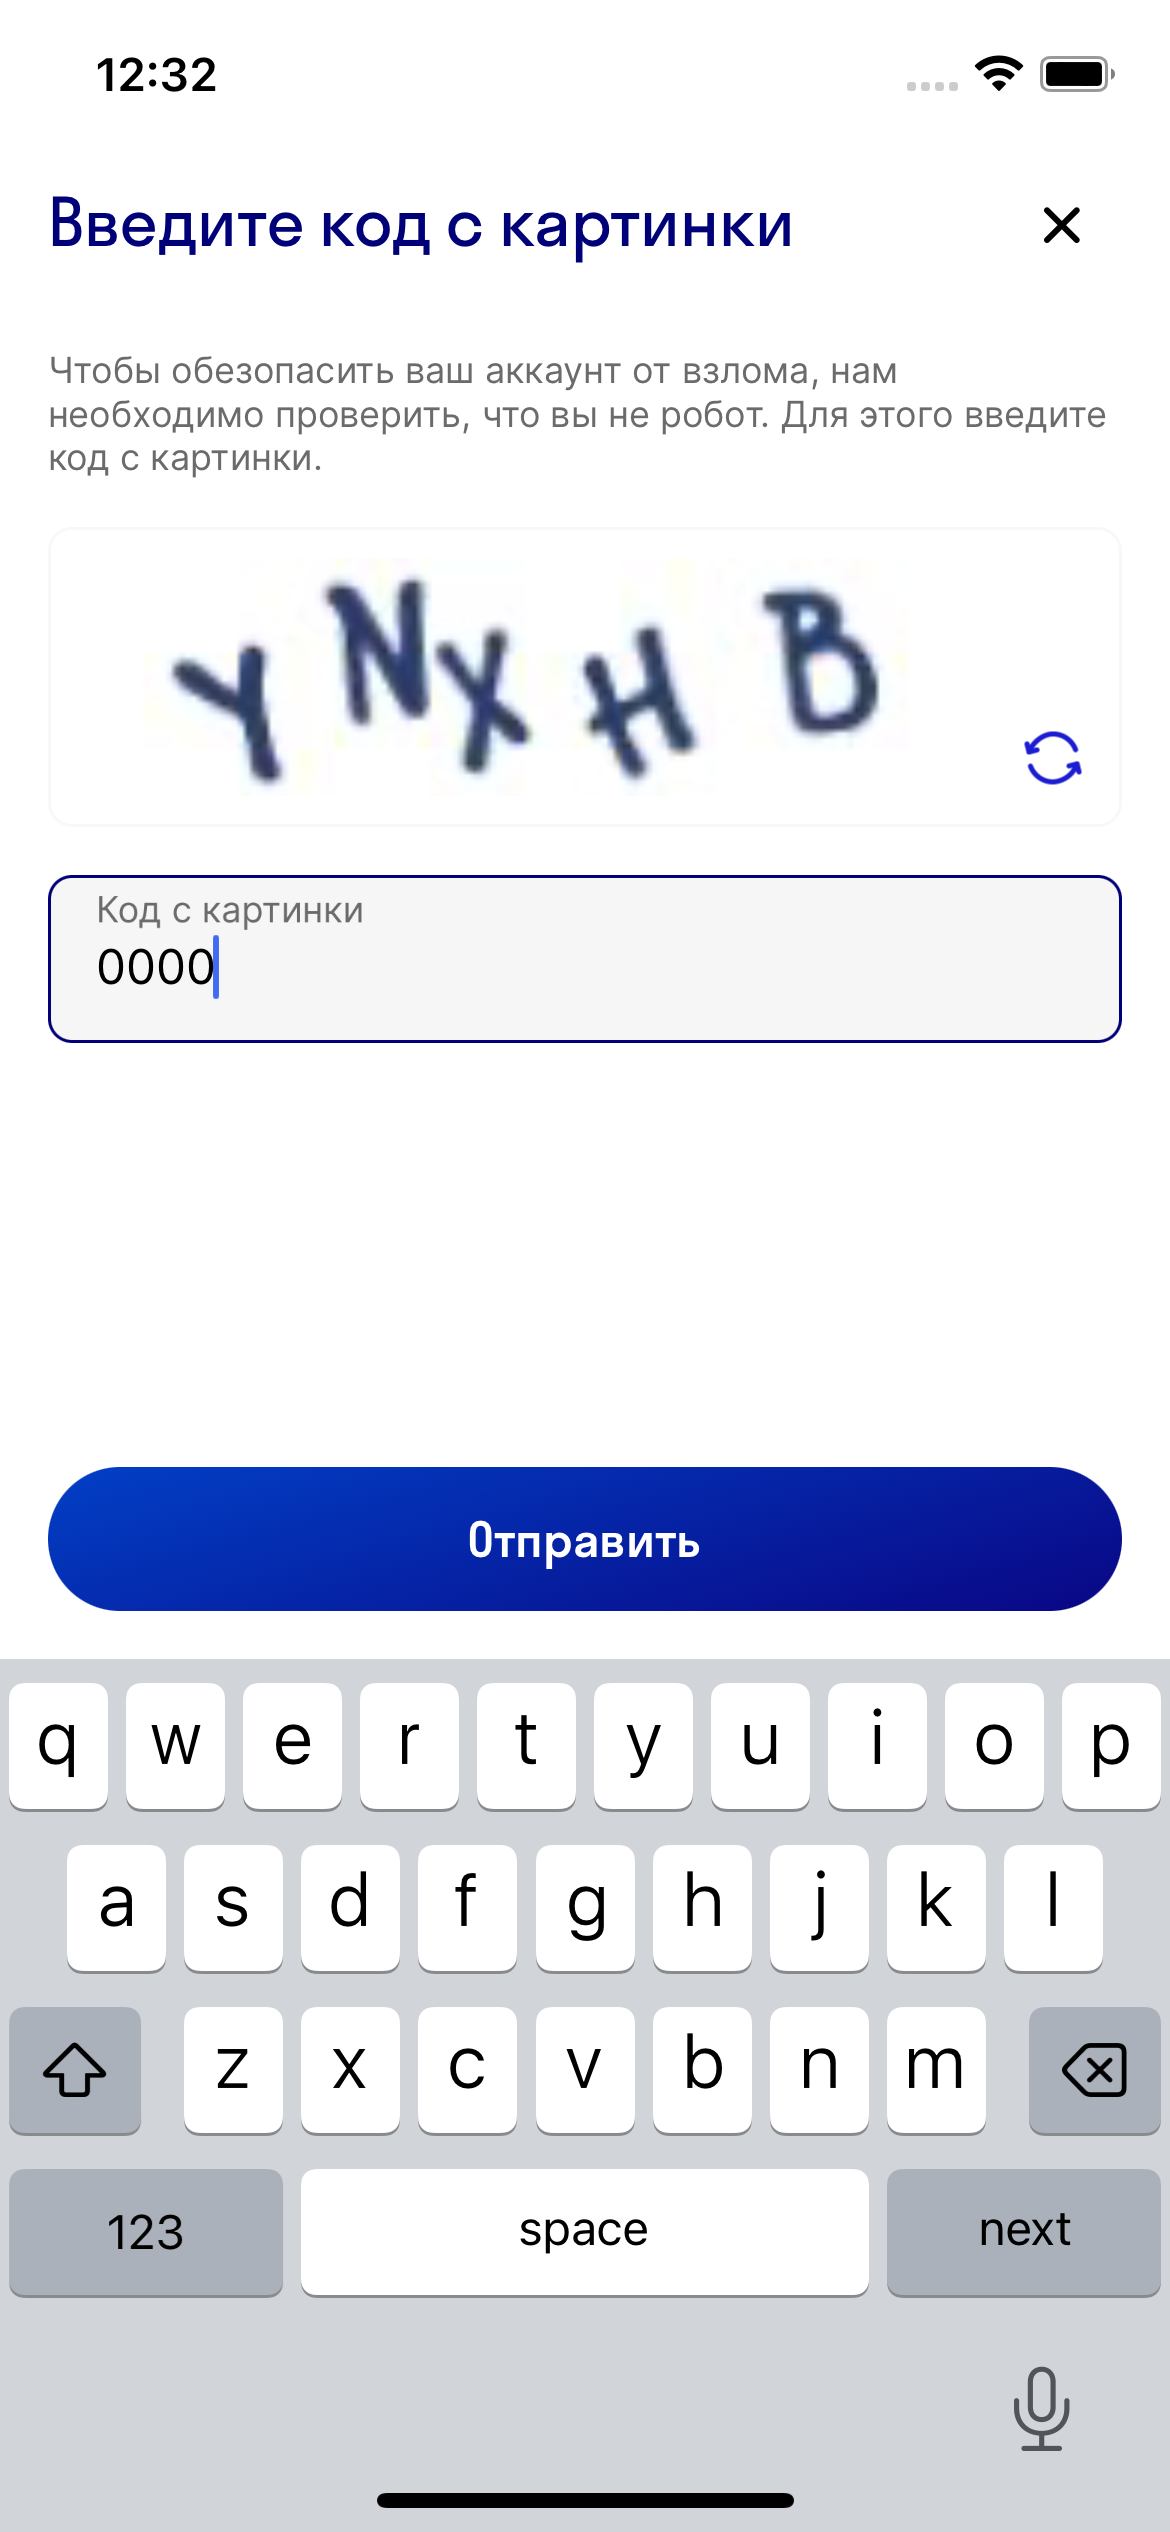 12:32
Введите код с картинки
Чтобы обезопасить ваш аккаунт от взлома, нам
необходимо проверить, что вы не робот. Для этого введите
код с картинки.
YNXHB
Код с картинки
0000
Отправить
q w e r t y u i o p
a s d f g h j k l
z x c v b n m
123 space next